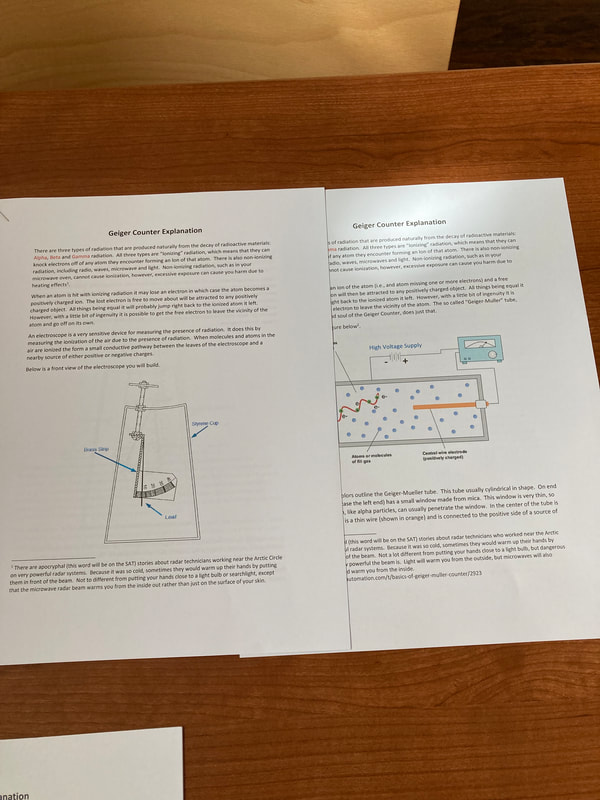 Geiger Counter Explanation
There are three types of radiation that are produced naturally from the decay of radioactive materials:
Alpha, Beta and Gamma radiation. All three types are "Ionizing" radiation, which means that they can
knock electrons off of any atom they encounter forming an ion of that atom. There is also non-ionizing
radiation, including radio, waves, microwave and light. Non-ionizing radiation, such as in your
microwave oven, cannot cause ionization, however, excessive exposure can cause you harm due to
heating effects¹.
When an atom is hit with ionizing radiation it may lose an electron in which case the atom becomes a
positively charged ion. The lost electron is free to move about will be attracted to any positively
charged object. All things being equal it will probably jump right back to the ionized atom it left.
However, with a little bit of ingenuity it is possible to get the free electron to leave the vicinity of the
atom and go off on its own.
An electroscope is a very sensitive device for measuring the presence of radiation. It does this by
measuring the ionization of the air due to the presence of radiation. When molecules and atoms in the
air are ionized the form a small conductive pathway between the leaves of the electroscope and a
nearby source of either positive or negative charges.
Below is a front view of the electroscope you will build.
Styrene Cup
Brass Strip
Leaf
¹ There are apocryphal (this word will be on the SAT) stories about radar technicians working near the Arctic Circle
on very powerful radar systems. Because it was so cold, sometimes they would warm up their hands by putting
them in front of the beam. Not to different from putting your hands close to a light bulb or searchlight, except
that the microwave radar beam warms you from the inside out rather than just on the surface of your skin.
Geiger Counter Explanation
of radiation that are produced naturally from the decay of radioactive materials:
radiation. All three types are "Ionizing" radiation, which means that they can
f any atom they encounter forming an ion of that atom. There is also non-ionizing
radio, waves, microwaves and light. Non-ionizing radiation, such as in your
not cause ionization, however, excessive exposure can cause you harm due to
an ion of the atom (i.e., and atom missing one or more electrons) and a free
on will then be attracted to any positively charged object. All things being equal it
ght back to the ionized atom it left. However, with a little bit of ingenuity it is
electron to leave the vicinity of the atom. The so called "Geiger-Muller" tube,
d soul of the Geiger Counter, does just that.
ure below².
High Voltage Supply
- +
Atoms or molecules
of fill gas
Central wire electrode
(positively charged)
olors outline the Geiger-Mueller tube. This tube usually cylindrical in shape. On end
ase the left end) has a small window made from mica. This window is very thin, so
, like alpha particles, can usually penetrate the window. In the center of the tube is
is a thin wire (shown in orange) and is connected to the positive side of a source of
(this word will be on the SAT) stories about radar technicians who worked near the Arctic
radar systems. Because it was so cold, sometimes they would warm up their hands by
of the beam. Not a lot different from putting your hands close to a light bulb, but dangerous
powerful the beam is. Light will warm you from the outside, but microwaves will also
warm you from the inside.
automation.com/t/basics-of-geiger-muller-counter/2923
anation